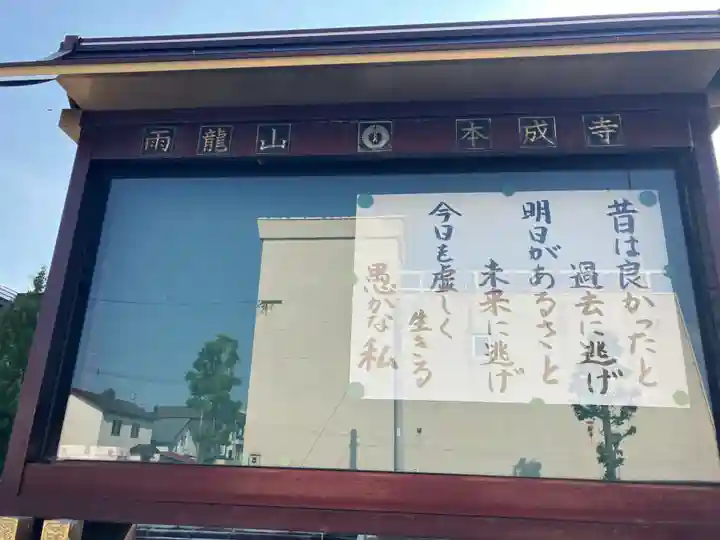 雨龍山 本成寺
昔は良かったと
過去に逃げ
明日があるさと
未来に逃げ
今日も虚しく
生きる
愚かな私